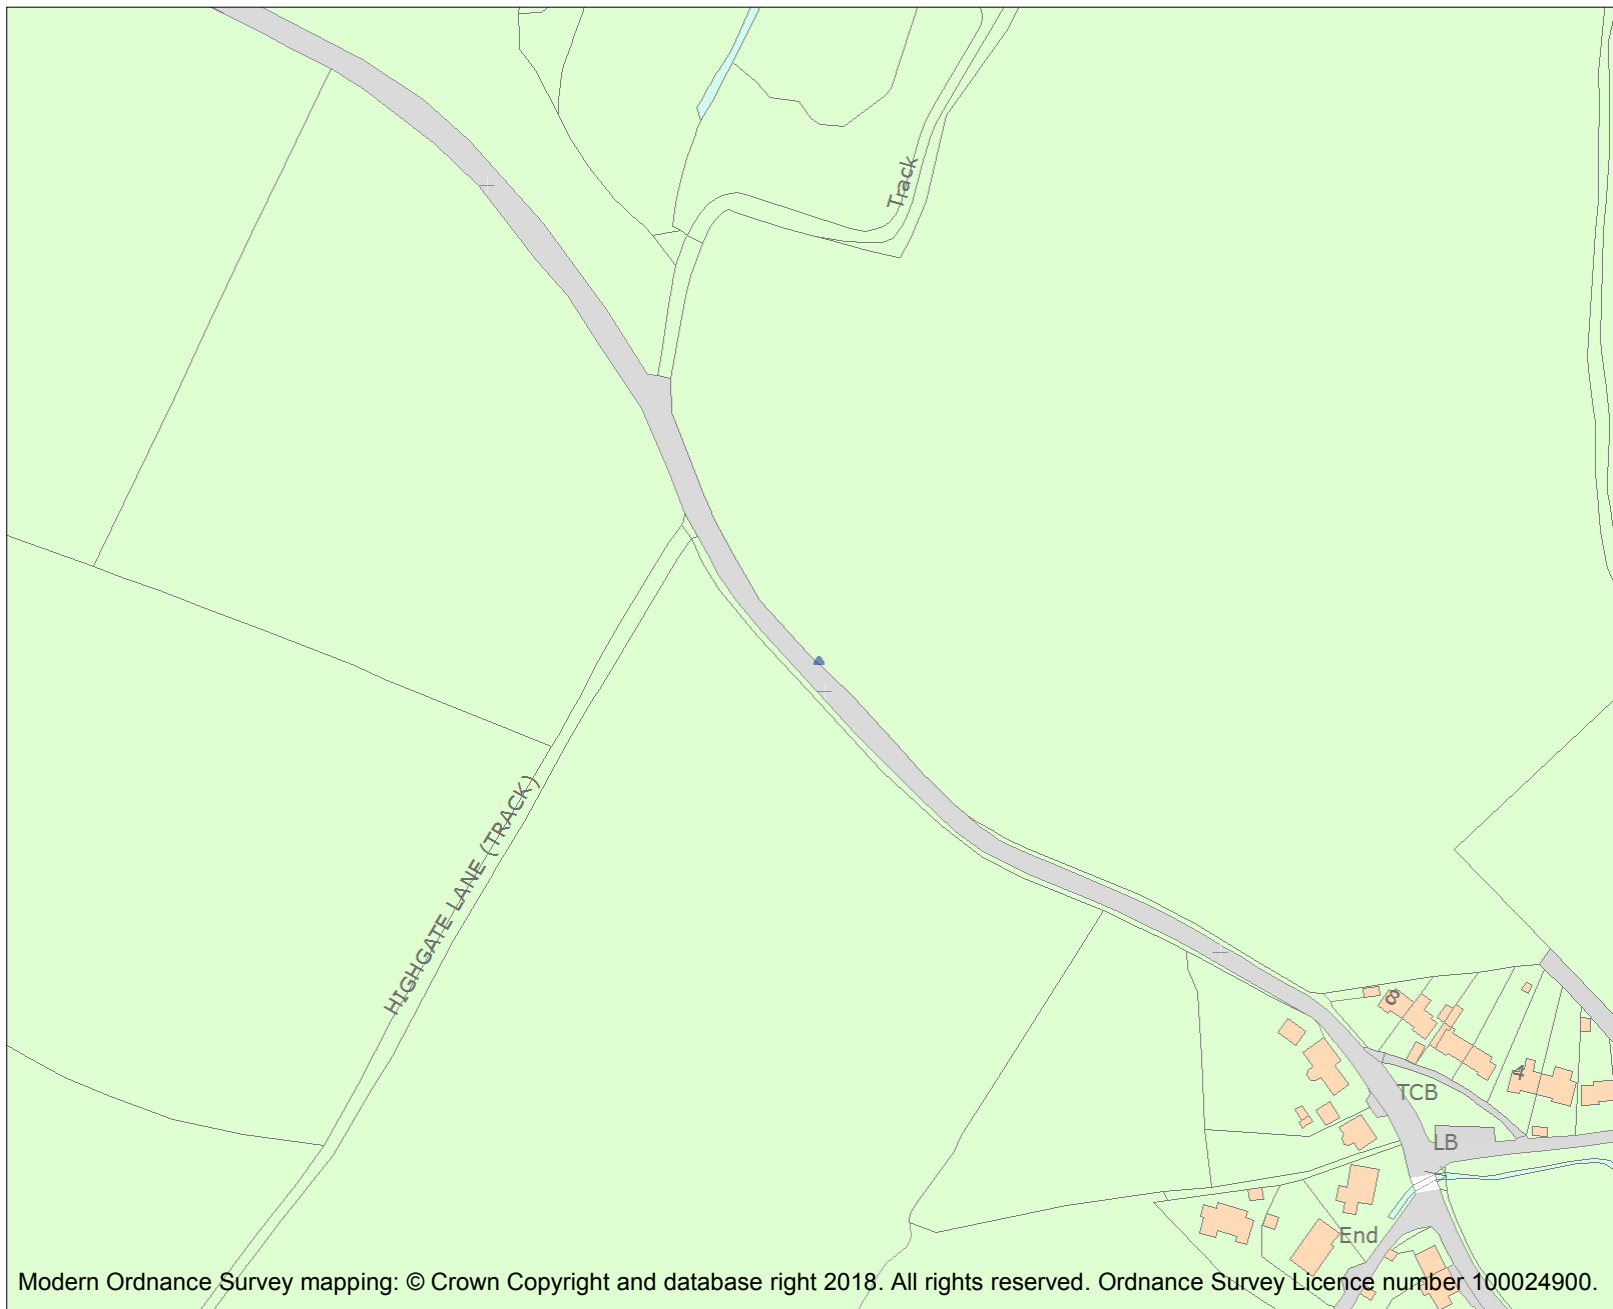 Track
HIGHGATE LANE (TRACK)
8
4
TCB
LB
End
Modern Ordnance Survey mapping: © Crown Copyright and database right 2018. All rights reserved. Ordnance Survey Licence number 100024900.